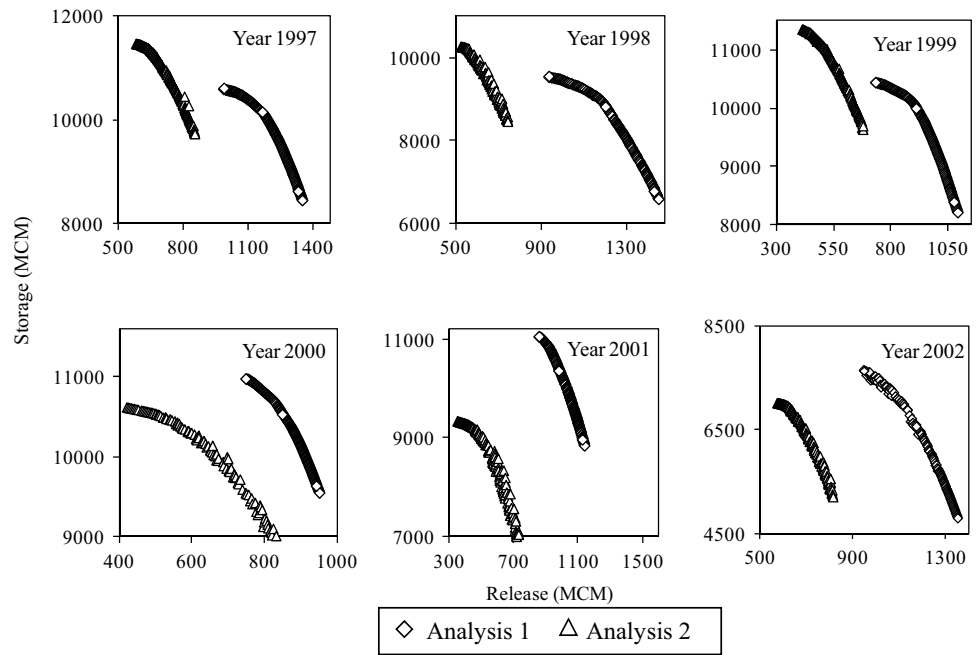 12000
10000
8000
500 800 1100 1400
Year 1997
10000
8000
6000
500 900 1300
Year 1998
11000
10000
9000
8000
300 550 800 1050
Year 1999
Storage (MCM)
11000
10000
9000
400 600 800 1000
Year 2000
11000
9000
7000
300 700 1100 1500
Year 2001
8500
6500
4500
500 900 1300
Year 2002
Release (MCM)
Analysis 1 Analysis 2